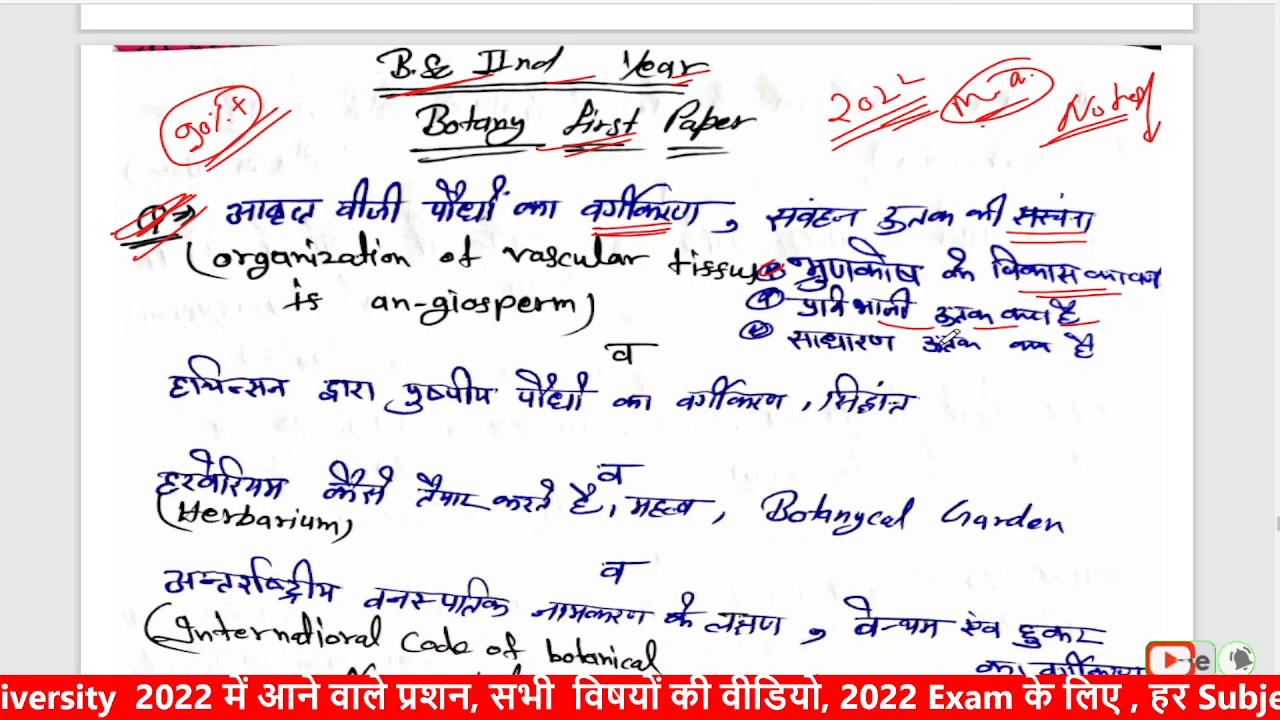 B.Sc IInd Year
Botany first Paper
90%+
2022
Notes
Q→ आवृत बीजी पौधों का वर्गीकरण, संवहन ऊतक की संरचना
(organization of vascular tissue
is an-giosperm)
भ्रुणकोष के विकास का
प्रविभाजी ऊतक क्या है
साधारण ऊतक क्या है
व
हचिन्सन द्वारा पुष्पीय पौधों का वर्गीकरण, सिद्धांत
व
हरबेरियम कैसे तैयार करते है, महत्व, Botanycal Garden
(Herbarium)
व
अन्तर्राष्ट्रीय वनस्पतिक नामकरण के लक्षण, वेन्थम एंव हुकर
का वर्गीकरण
(International code of botanical
iversity 2022 में आने वाले प्रशन, सभी विषयों की वीडियो, 2022 Exam के लिए , हर Subje